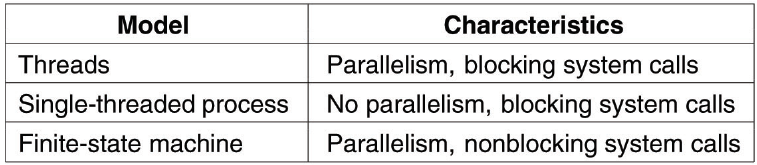 Model Characteristics
Threads Parallelism, blocking system calls
Single-threaded process No parallelism, blocking system calls
Finite-state machine Parallelism, nonblocking system calls